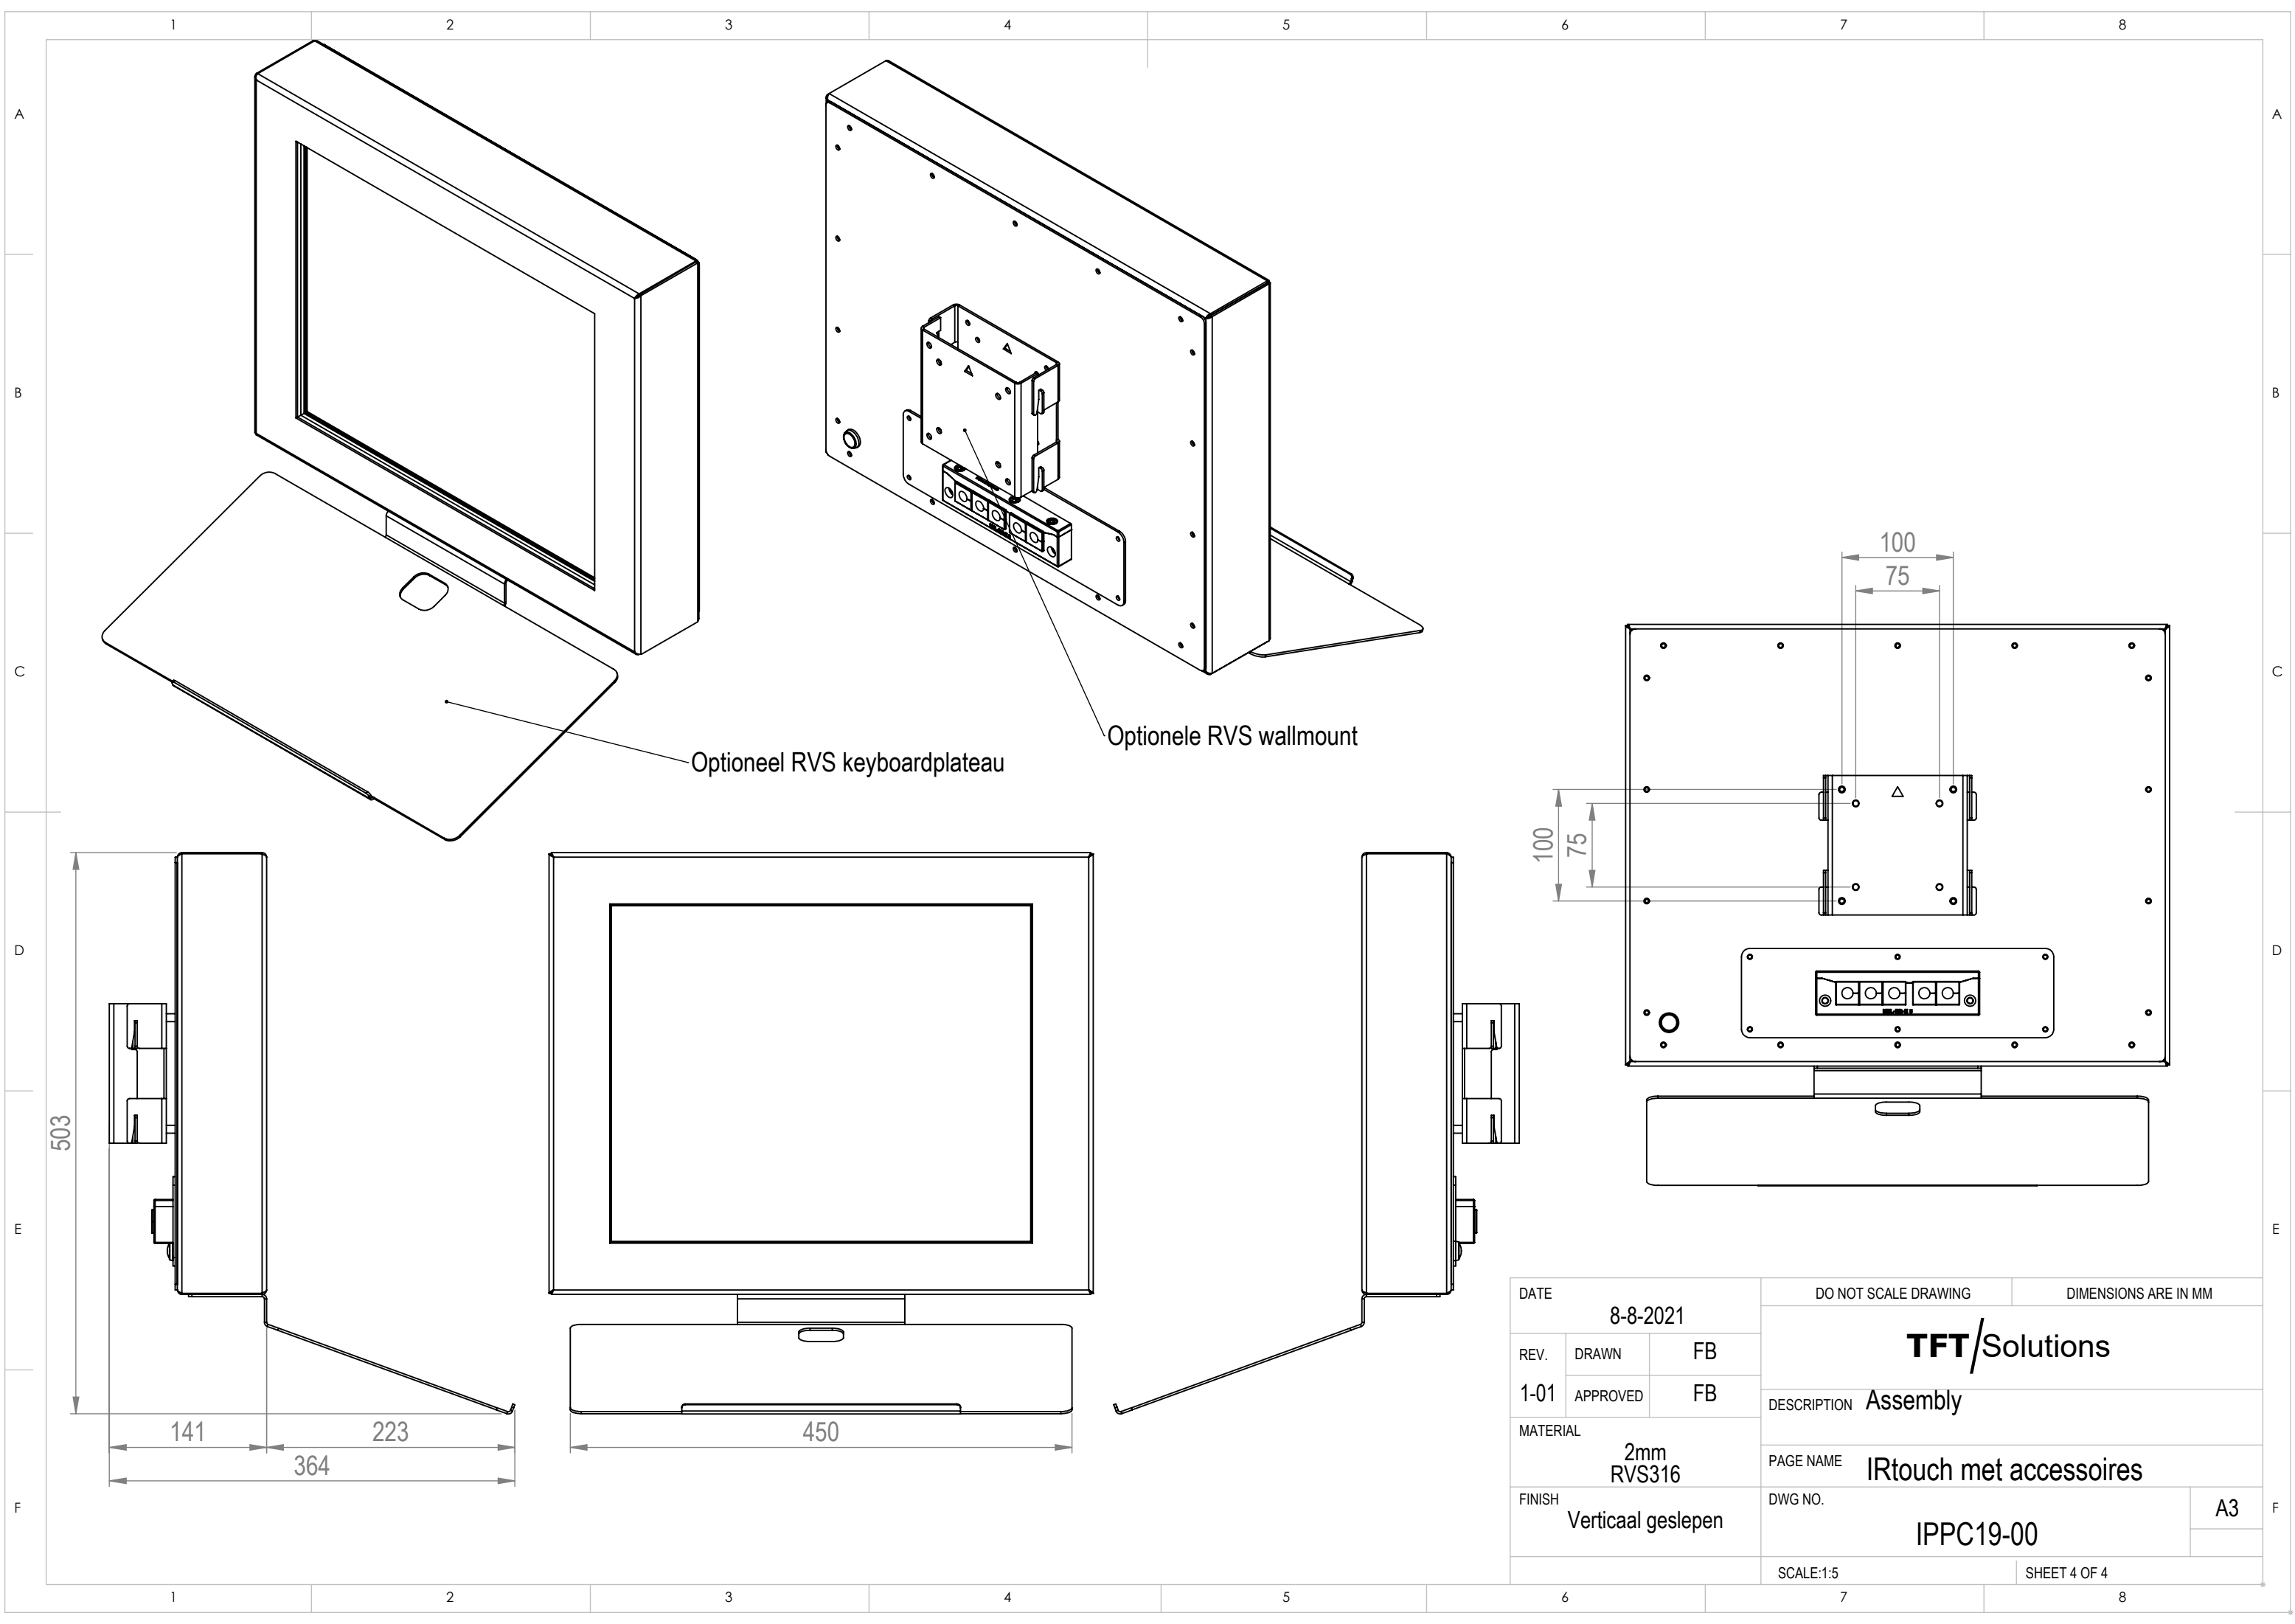 1 2 3 4 5 6 7 8
A A
B B
C C
D D
E E
F F
Optioneel RVS keyboardplateau
Optionele RVS wallmount
100
75
100
75
503
141
223
364
450
DATE
8-8-2021
REV.
1-01
DRAWN FB
APPROVED FB
MATERIAL
2mm
RVS316
FINISH
Verticaal geslepen
DO NOT SCALE DRAWING
DIMENSIONS ARE IN MM
TFT/Solutions
DESCRIPTION Assembly
PAGE NAME IRtouch met accessoires
DWG NO.
IPPC19-00
A3
SCALE:1:5
SHEET 4 OF 4
1 2 3 4 5 6 7 8